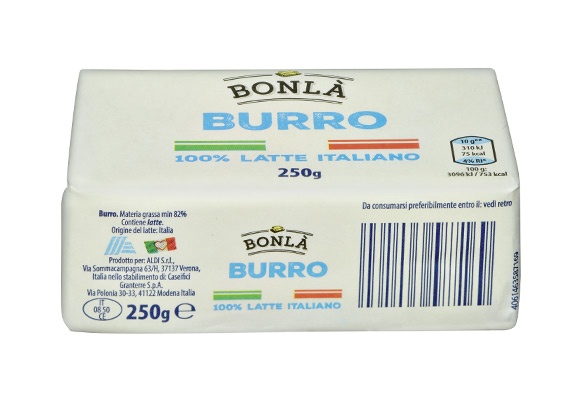 BONLÀ
BURRO
100% LATTE ITALIANO
250g
10 g**
310 kJ
75 kcal
4% RI*
100 g:
3096 kJ / 753 kcal
Da consumarsi preferibilmente entro il: vedi retro
Burro. Materia grassa min 82%
Contiene latte.
Origine del latte: Italia
Prodotto per: ALDI S.r.l.,
Via Sommacampagna 63/H, 37137 Verona,
Italia nello stabilimento di: Caseifici
Granterre S.p.A.
Via Polonia 30-33, 41122 Modena Italia
IT
08 50
CE
250g e
BONLÀ
BURRO
100% LATTE ITALIANO